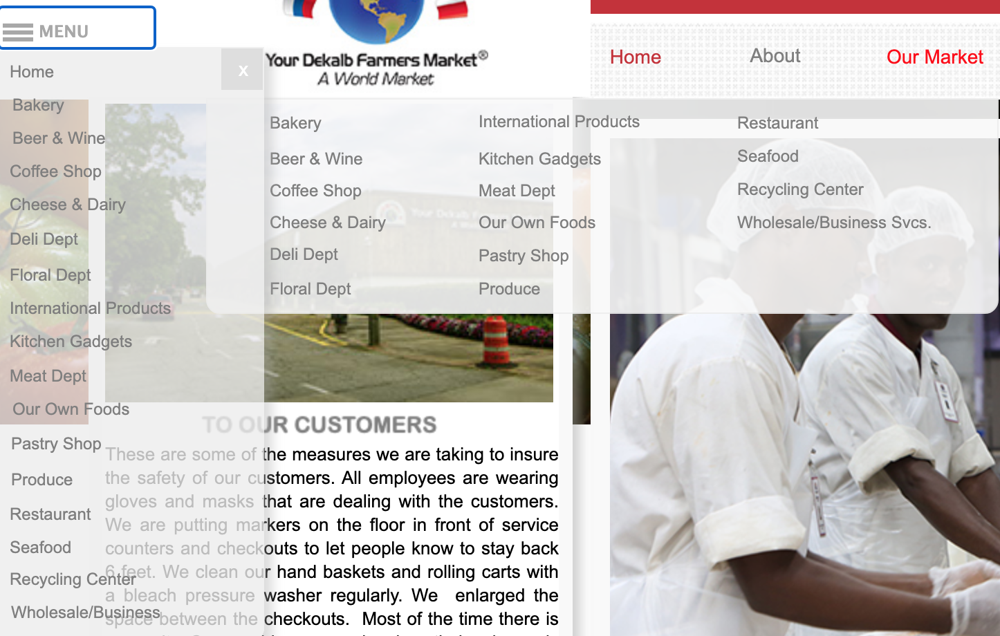 MENU
Your Dekalb Farmers Market®
A World Market
Home
About
Our Market
Home
X
Bakery
Beer & Wine
Coffee Shop
Cheese & Dairy
Deli Dept
Floral Dept
International Products
Kitchen Gadgets
Meat Dept
Our Own Foods
Pastry Shop
Produce
Restaurant
Seafood
Recycling Center
Wholesale/Business
Bakery
Beer & Wine
Coffee Shop
Cheese & Dairy
Deli Dept
Floral Dept
International Products
Kitchen Gadgets
Meat Dept
Our Own Foods
Pastry Shop
Produce
Restaurant
Seafood
Recycling Center
Wholesale/Business Svcs.
Your Dekalb
TO OUR CUSTOMERS
These are some of the measures we are taking to insure
the safety of our customers. All employees are wearing
gloves and masks that are dealing with the customers.
We are putting markers on the floor in front of service
counters and checkouts to let people know to stay back
6 feet. We clean our hand baskets and rolling carts with
a bleach pressure washer regularly. We enlarged the
space between the checkouts. Most of the time there is